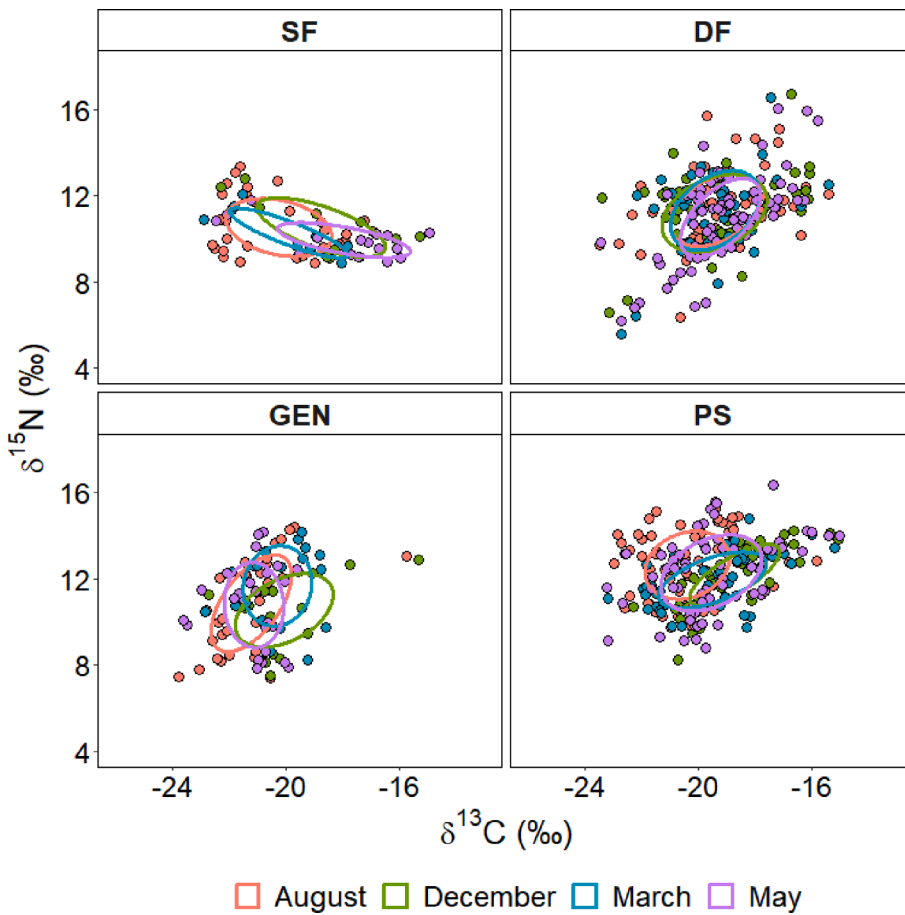 SF
DF
16
12
8
4
GEN
PS
16
12
8
4
δ¹⁵N (‰)
-24
-20
-16
-24
-20
-16
δ¹³C (‰)
August
December
March
May